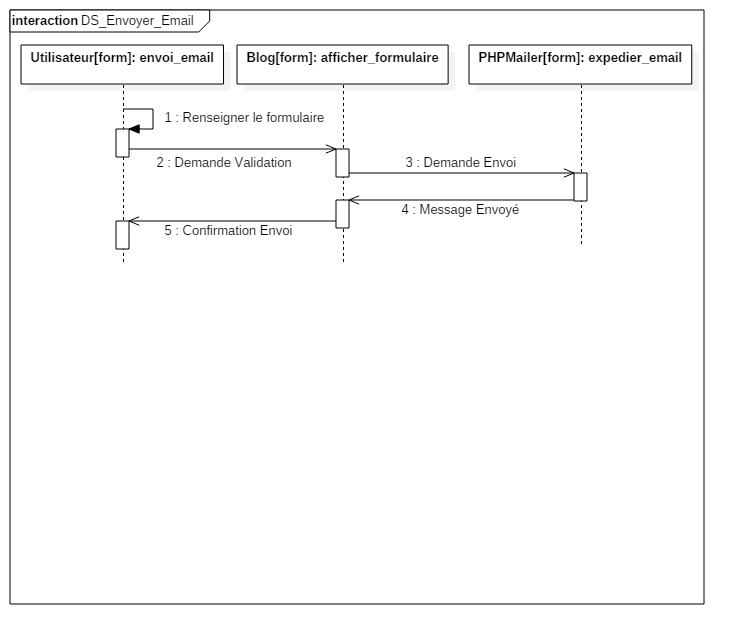 interaction DS_Envoyer_Email
Utilisateur[form]: envoi_email
Blog[form]: afficher_formulaire
PHPMailer[form]: expedier_email
1 : Renseigner le formulaire
2 : Demande Validation
3 : Demande Envoi
4 : Message Envoyé
5 : Confirmation Envoi